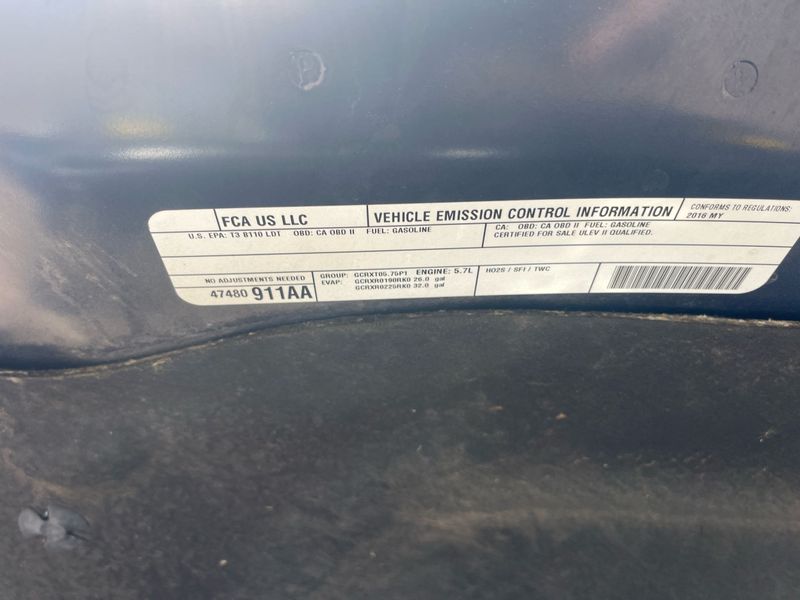 FCA US LLC
VEHICLE EMISSION CONTROL INFORMATION
CONFORMS TO REGULATIONS:
2016 MY
U.S. EPA: T3 B110 LDT OBD: CA OBD II FUEL: GASOLINE
CA: OBD: CA OBD II FUEL: GASOLINE
CERTIFIED FOR SALE ULEV II QUALIFIED.
NO ADJUSTMENTS NEEDED
47480 911AA
GROUP: GCRXT05.75P1 ENGINE: 5.7L
EVAP: GCRXR0190RK0 26.0 gal
GCRXR0225RK0 32.0 gal
HO2S / SFI / TWC